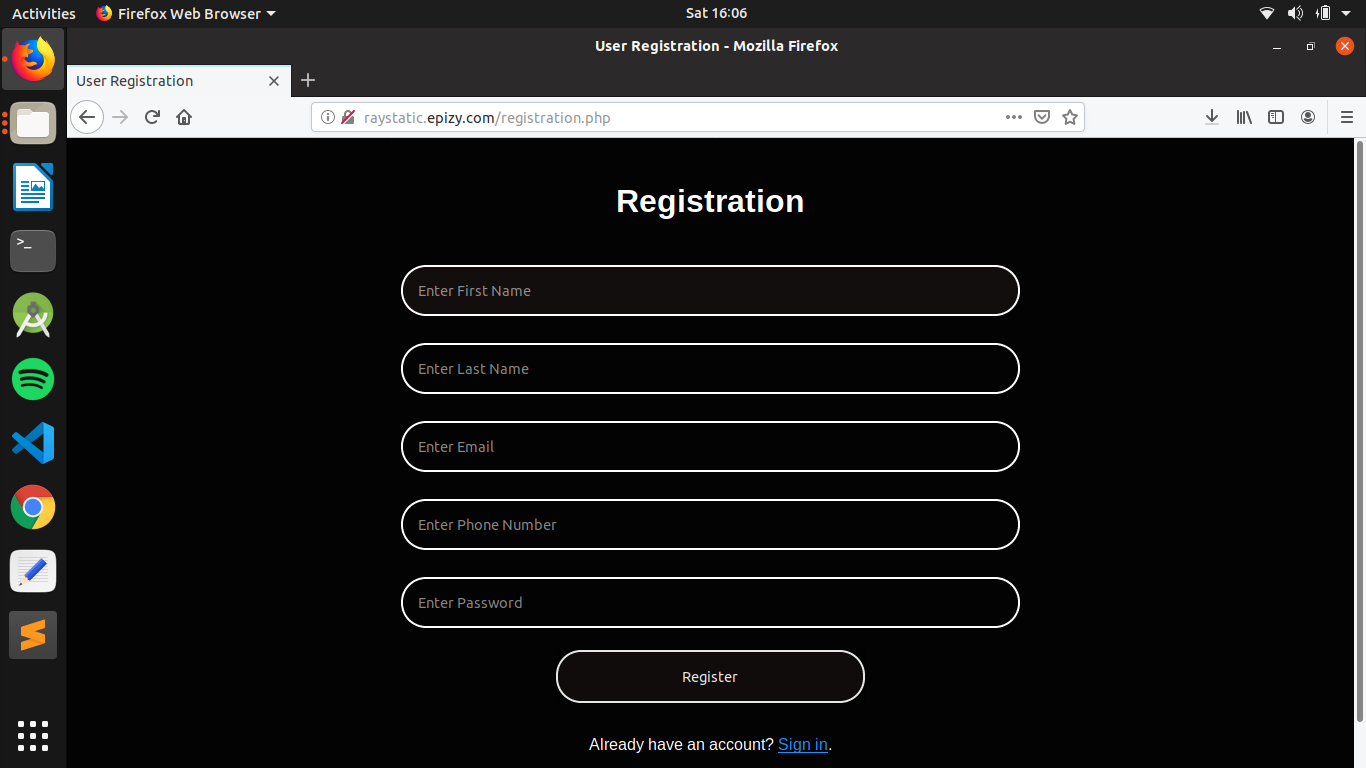 Activities Firefox Web Browser Sat 16:06
User Registration - Mozilla Firefox
User Registration
raystatic.epizy.com/registration.php
>_
Registration
Enter First Name
Enter Last Name
Enter Email
Enter Phone Number
Enter Password
Register
Already have an account? Sign in.